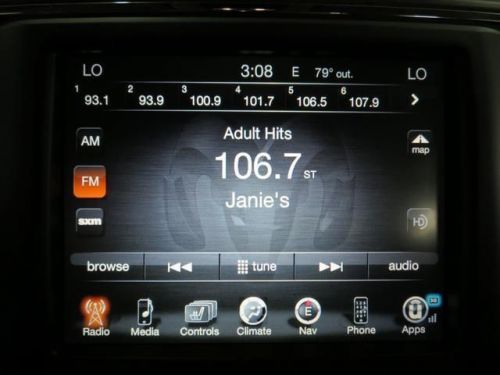 LO 3:08 E 79° out. LO
1 93.1 2 93.9 3 100.9 4 101.7 5 106.5 6 107.9 >
AM Adult Hits map
FM 106.7 ST
sxm Janie's HD
browse tune audio
Radio Media Controls Climate E Nav Phone Apps